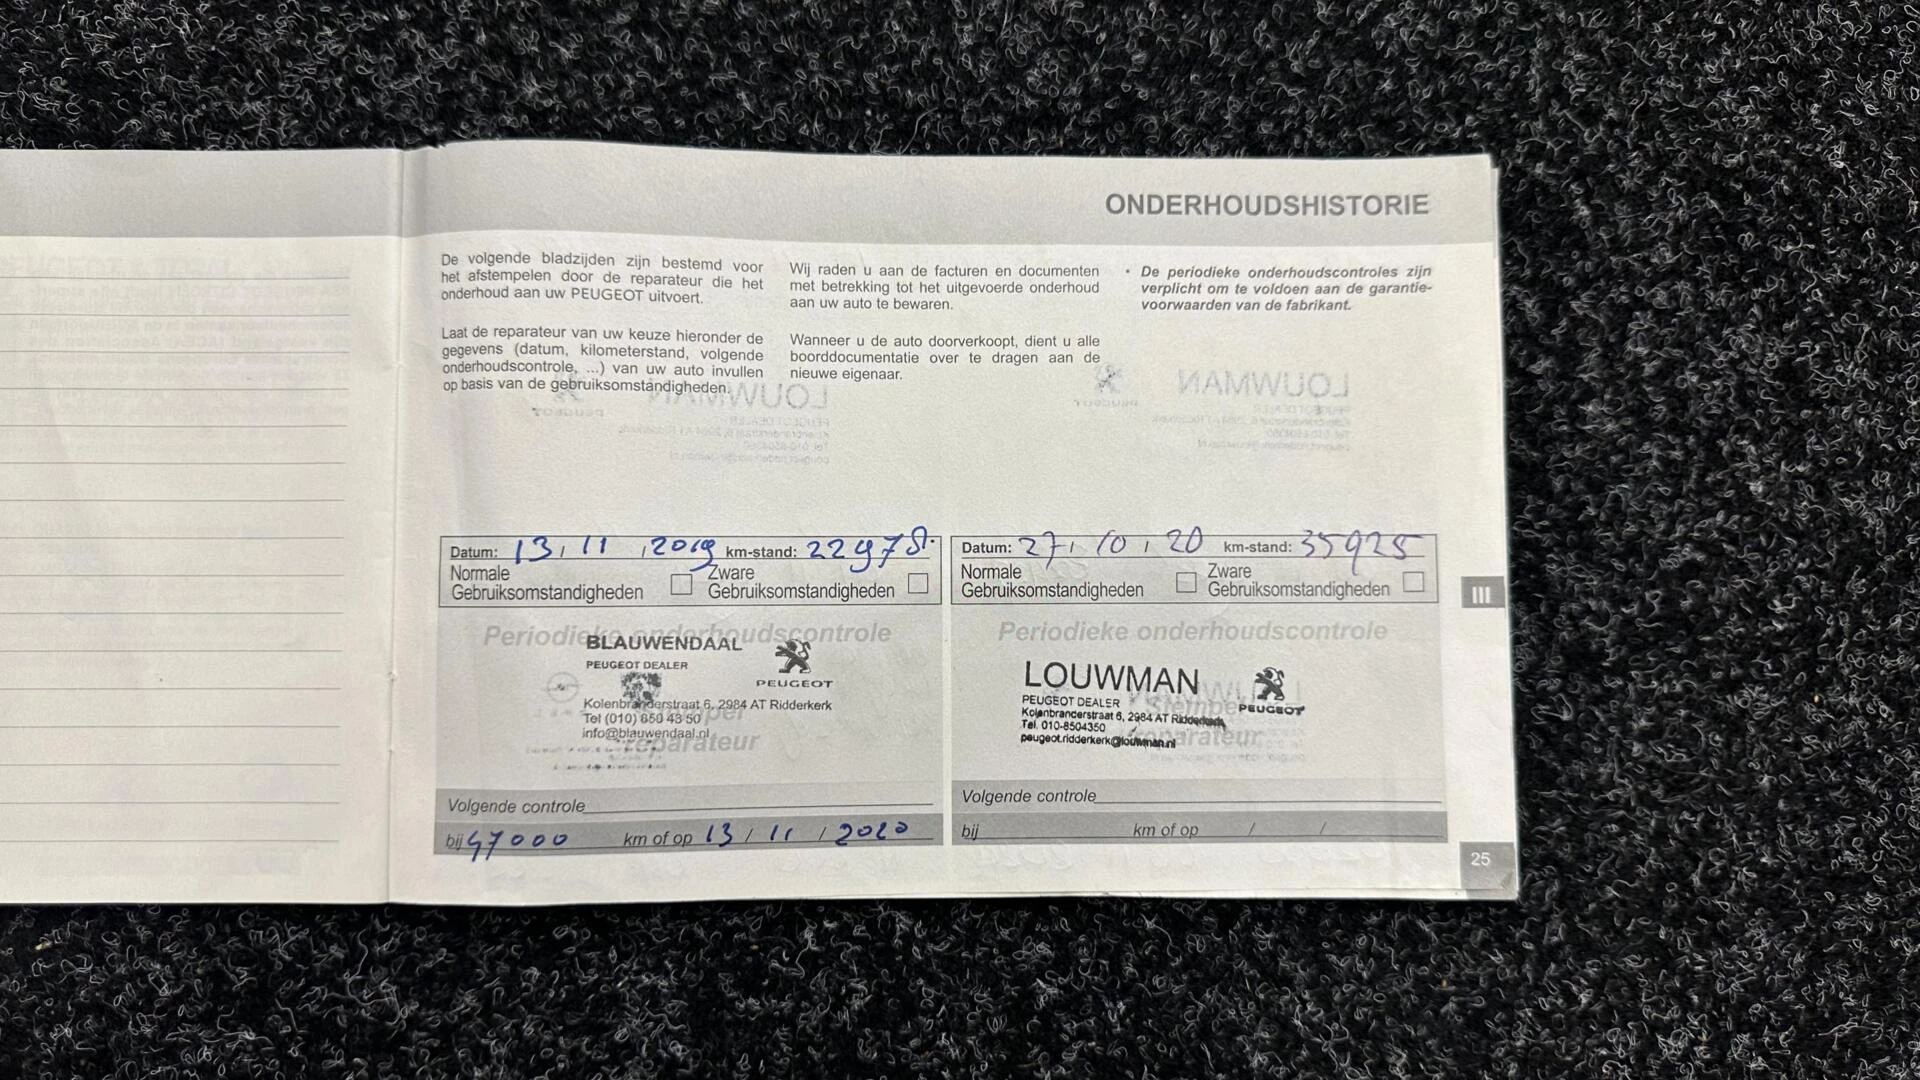 ONDERHOUDSHISTORIE
De volgende bladzijden zijn bestemd voor
het afstempelen door de reparateur die het
onderhoud aan uw PEUGEOT uitvoert.
Laat de reparateur van uw keuze hieronder de
gegevens (datum, kilometerstand, volgende
onderhoudscontrole, ...) van uw auto invullen
op basis van de gebruiksomstandigheden.
Wij raden u aan de facturen en documenten
met betrekking tot het uitgevoerde onderhoud
aan uw auto te bewaren.
Wanneer u de auto doorverkoopt, dient u alle
boorddocumentatie over te dragen aan de
nieuwe eigenaar.
• De periodieke onderhoudscontroles zijn
verplicht om te voldoen aan de garantie-
voorwaarden van de fabrikant.
Datum: 13 / 11 / 2019 km-stand: 22978.
Normale Zware
Gebruiksomstandigheden Gebruiksomstandigheden
Periodieke onderhoudscontrole
BLAUWENDAAL
PEUGEOT DEALER
PEUGEOT
Kolenbranderstraat 6, 2984 AT Ridderkerk
Tel (010) 850 43 50
Stempel
info@blauwendaal.nl
reparateur
Volgende controle
bij 47000 km of op 13 / 11 / 2020
Datum: 27 / 10 / 20 km-stand: 35925
Normale Zware
Gebruiksomstandigheden Gebruiksomstandigheden
Periodieke onderhoudscontrole
LOUWMAN
PEUGEOT DEALER
PEUGEOT
Kolenbranderstraat 6, 2984 AT Ridderkerk
Stempel
Tel. 010-8504350
peugeot.ridderkerk@louwman.nl
reparateur
Volgende controle
bij km of op / /
III
25